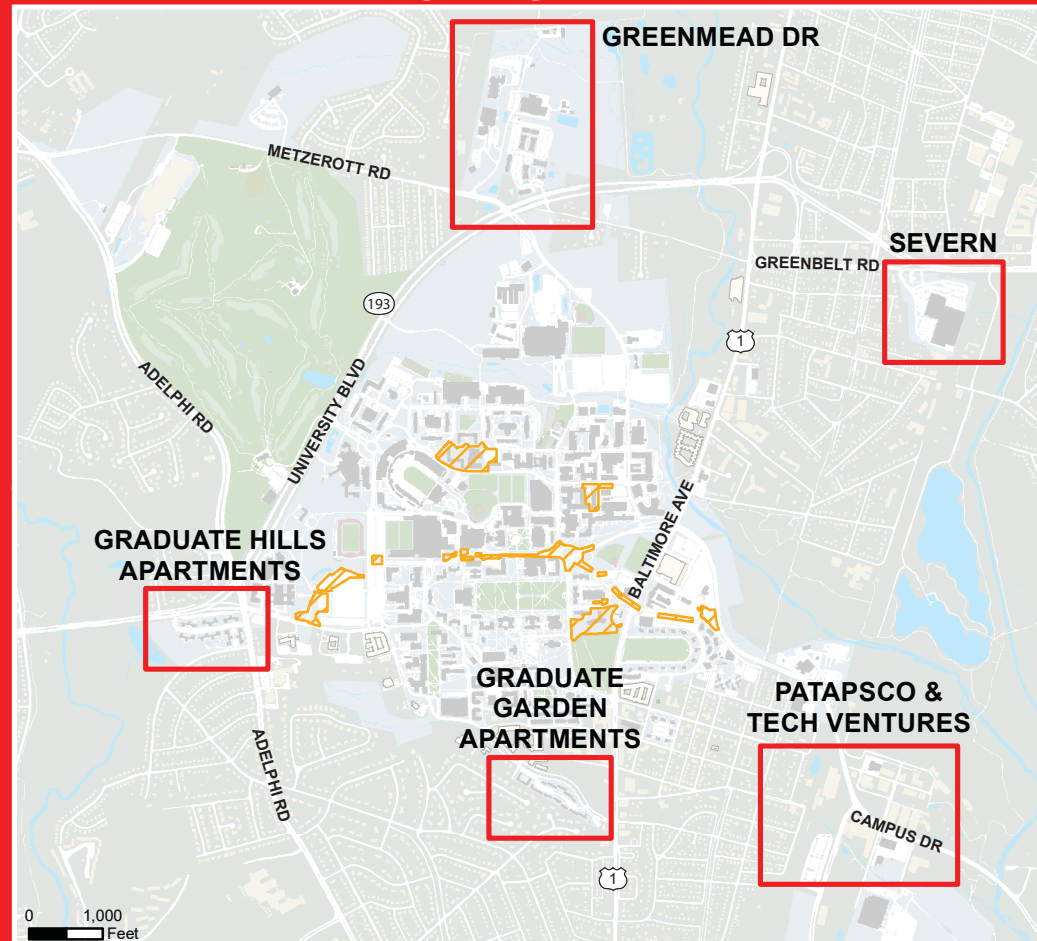 GREENMEAD DR
METZEROTT RD
SEVERN
GREENBELT RD
193
1
ADELPHI RD
UNIVERSITY BLVD
BALTIMORE AVE
GRADUATE HILLS
APARTMENTS
GRADUATE
GARDEN
APARTMENTS
PATAPSCO &
TECH VENTURES
ADELPHI RD
CAMPUS DR
1
0 1,000
Feet